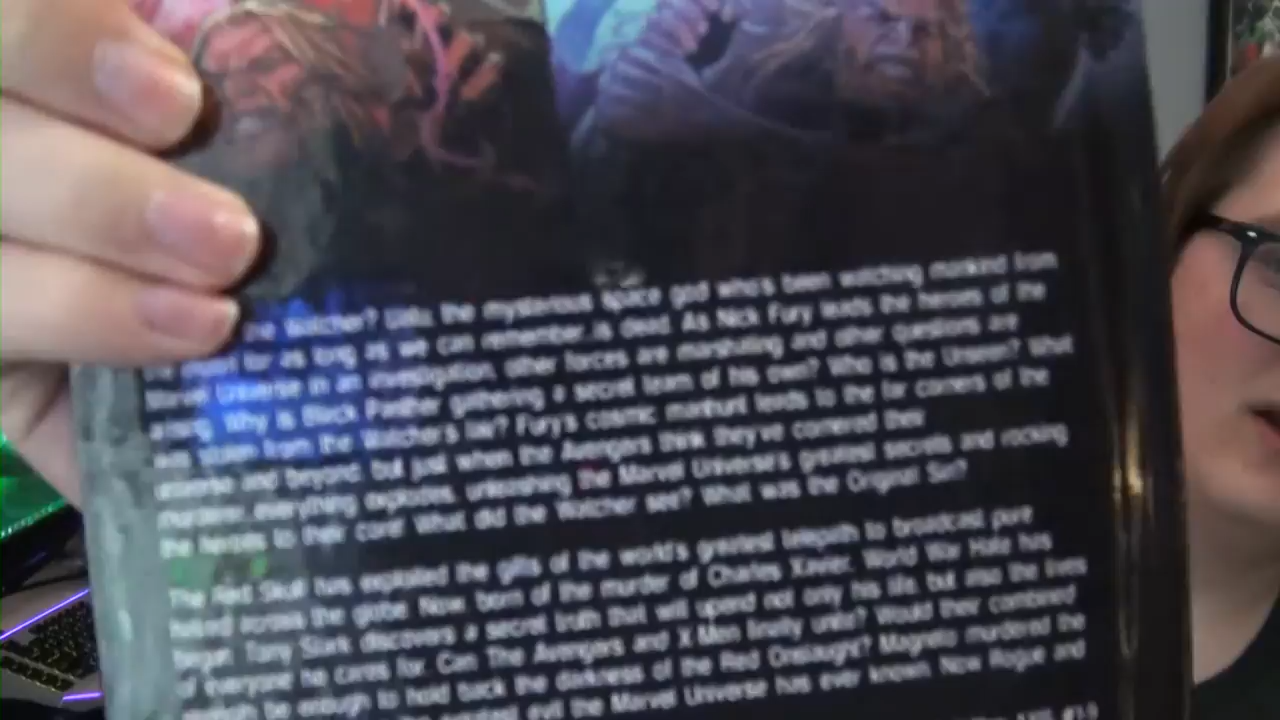 the Watcher? Uatu, the mysterious space god who's been watching mankind from
for as long as we can remember...is dead. As Nick Fury leads the heroes of the
Marvel Universe in an investigation, other forces are marshaling and other questions are
arising. Why is Black Panther gathering a secret team of his own? Who is the Unseen? What
was stolen from the Watcher's lair? Fury's cosmic manhunt leads to the far corners of the
universe and beyond, but just when the Avengers think they've cornered their
murderer...everything explodes, unleashing the Marvel Universe's greatest secrets and rocking
the heroes to their core! What did the Watcher see? What was the Original Sin?
The Red Skull has exploited the gifts of the world's greatest telepath to broadcast pure
hatred across the globe. Now, born of the murder of Charles Xavier, World War Hate has
begun. Tony Stark discovers a secret truth that will upend not only his life, but also the lives
of everyone he cares for. Can The Avengers and X-Men finally unite? Would their combined
strength be enough to hold back the darkness of the Red Onslaught? Magneto murdered the
greatest evil the Marvel Universe has ever known. Now Rogue and